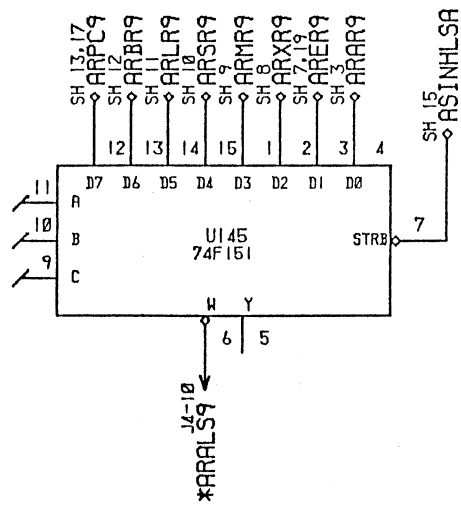 SH 13,17
ARPC9
SH 12
ARBR9
SH 11
ARLR9
SH 10
ARSR9
SH 9
ARMR9
SH 8
ARXR9
SH 7,19
ARER9
SH 3
ARAR9
SH 15
ASINHLSA
12 13 14 15 1 2 3 4
D7 D6 D5 D4 D3 D2 D1 D0
11 A
10 B
9 C
U145
74F151
STRB 7
W Y
6 5
J4-10
*ARALS9